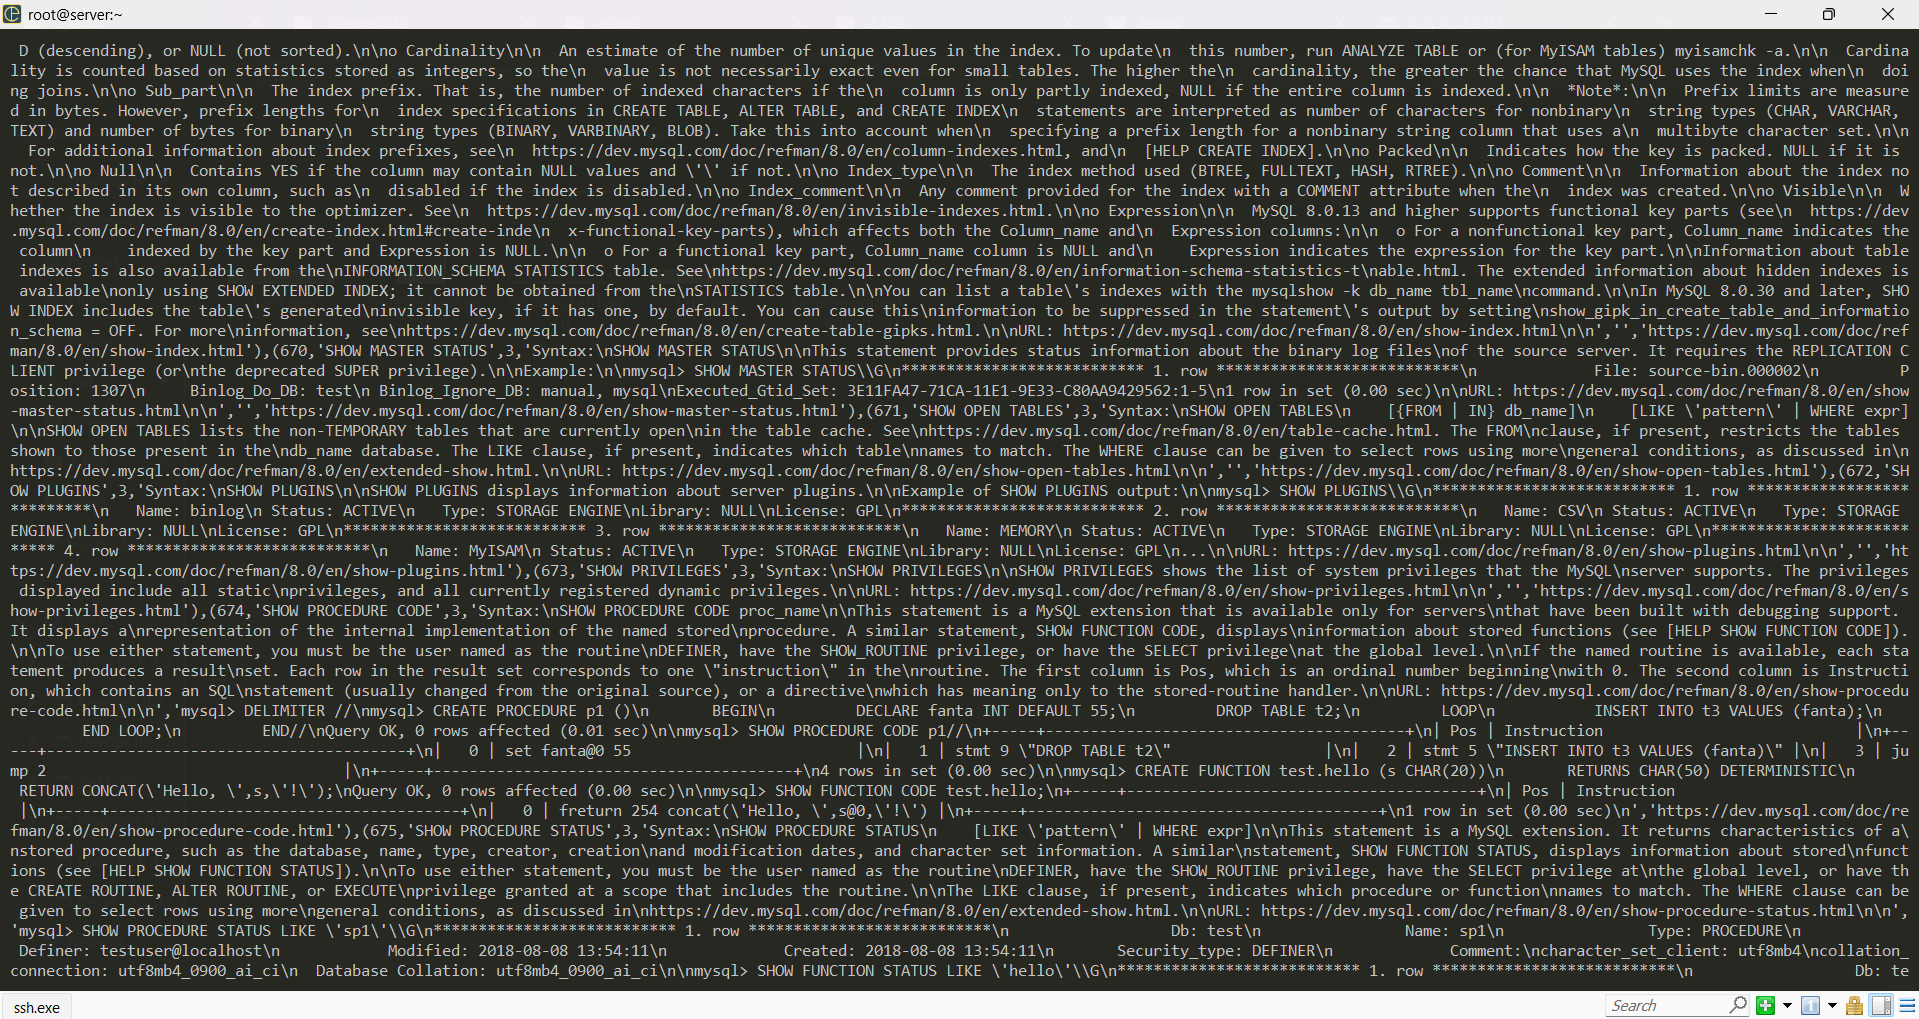 root@server:~
D (descending), or NULL (not sorted).\n\no Cardinality\n\n  An estimate of the number of unique values in the index. To update\n  this number, run ANALYZE TABLE or (for MyISAM tables) myisamchk -a.\n\n  Cardina
lity is counted based on statistics stored as integers, so the\n  value is not necessarily exact even for small tables. The higher the\n  cardinality, the greater the chance that MySQL uses the index when\n  doi
ng joins.\n\no Sub_part\n\n  The index prefix. That is, the number of indexed characters if the\n  column is only partly indexed, NULL if the entire column is indexed.\n\n  *Note*:\n\n  Prefix limits are measure
d in bytes. However, prefix lengths for\n  index specifications in CREATE TABLE, ALTER TABLE, and CREATE INDEX\n  statements are interpreted as number of characters for nonbinary\n  string types (CHAR, VARCHAR,
TEXT) and number of bytes for binary\n  string types (BINARY, VARBINARY, BLOB). Take this into account when\n  specifying a prefix length for a nonbinary string column that uses a\n  multibyte character set.\n\n
For additional information about index prefixes, see\n  https://dev.mysql.com/doc/refman/8.0/en/column-indexes.html, and\n  [HELP CREATE INDEX].\n\no Packed\n\n  Indicates how the key is packed. NULL if it is
not.\n\no Null\n\n  Contains YES if the column may contain NULL values and \'\' if not.\n\no Index_type\n\n  The index method used (BTREE, FULLTEXT, HASH, RTREE).\n\no Comment\n\n  Information about the index no
t described in its own column, such as\n  disabled if the index is disabled.\n\no Index_comment\n\n  Any comment provided for the index with a COMMENT attribute when the\n  index was created.\n\no Visible\n\n  W
hether the index is visible to the optimizer. See\n  https://dev.mysql.com/doc/refman/8.0/en/invisible-indexes.html.\n\no Expression\n\n  MySQL 8.0.13 and higher supports functional key parts (see\n  https://dev
.mysql.com/doc/refman/8.0/en/create-index.html#create-inde\n  x-functional-key-parts), which affects both the Column_name and\n  Expression columns:\n\n  o For a nonfunctional key part, Column_name indicates the
column\n    indexed by the key part and Expression is NULL.\n\n  o For a functional key part, Column_name column is NULL and\n    Expression indicates the expression for the key part.\n\nInformation about table
indexes is also available from the\nINFORMATION_SCHEMA STATISTICS table. See\nhttps://dev.mysql.com/doc/refman/8.0/en/information-schema-statistics-t\nable.html. The extended information about hidden indexes is
available\nonly using SHOW EXTENDED INDEX; it cannot be obtained from the\nSTATISTICS table.\n\nYou can list a table\'s indexes with the mysqlshow -k db_name tbl_name\ncommand.\n\nIn MySQL 8.0.30 and later, SHO
W INDEX includes the table\'s generated\ninvisible key, if it has one, by default. You can cause this\ninformation to be suppressed in the statement\'s output by setting\nshow_gipk_in_create_table_and_informatio
n_schema = OFF. For more\ninformation, see\nhttps://dev.mysql.com/doc/refman/8.0/en/create-table-gipks.html.\n\nURL: https://dev.mysql.com/doc/refman/8.0/en/show-index.html\n\n','','https://dev.mysql.com/doc/ref
man/8.0/en/show-index.html'),(670,'SHOW MASTER STATUS',3,'Syntax:\nSHOW MASTER STATUS\n\nThis statement provides status information about the binary log files\nof the source server. It requires the REPLICATION C
LIENT privilege (or\nthe deprecated SUPER privilege).\n\nExample:\n\nmysql> SHOW MASTER STATUS\\G\n*************************** 1. row ***************************\n             File: source-bin.000002\n         P
osition: 1307\n     Binlog_Do_DB: test\n Binlog_Ignore_DB: manual, mysql\nExecuted_Gtid_Set: 3E11FA47-71CA-11E1-9E33-C80AA9429562:1-5\n1 row in set (0.00 sec)\n\nURL: https://dev.mysql.com/doc/refman/8.0/en/show
-master-status.html\n\n','','https://dev.mysql.com/doc/refman/8.0/en/show-master-status.html'),(671,'SHOW OPEN TABLES',3,'Syntax:\nSHOW OPEN TABLES\n    [{FROM | IN} db_name]\n    [LIKE \'pattern\' | WHERE expr]
\n\nSHOW OPEN TABLES lists the non-TEMPORARY tables that are currently open\nin the table cache. See\nhttps://dev.mysql.com/doc/refman/8.0/en/table-cache.html. The FROM\nclause, if present, restricts the tables
shown to those present in the\ndb_name database. The LIKE clause, if present, indicates which table\nnames to match. The WHERE clause can be given to select rows using more\ngeneral conditions, as discussed in\n
https://dev.mysql.com/doc/refman/8.0/en/extended-show.html.\n\nURL: https://dev.mysql.com/doc/refman/8.0/en/show-open-tables.html\n\n','','https://dev.mysql.com/doc/refman/8.0/en/show-open-tables.html'),(672,'SH
OW PLUGINS',3,'Syntax:\nSHOW PLUGINS\n\nSHOW PLUGINS displays information about server plugins.\n\nExample of SHOW PLUGINS output:\n\nmysql> SHOW PLUGINS\\G\n*************************** 1. row ******************
*********\n   Name: binlog\n Status: ACTIVE\n   Type: STORAGE ENGINE\nLibrary: NULL\nLicense: GPL\n*************************** 2. row ***************************\n   Name: CSV\n Status: ACTIVE\n   Type: STORAGE
ENGINE\nLibrary: NULL\nLicense: GPL\n*************************** 3. row ***************************\n   Name: MEMORY\n Status: ACTIVE\n   Type: STORAGE ENGINE\nLibrary: NULL\nLicense: GPL\n**********************
***** 4. row ***************************\n   Name: MyISAM\n Status: ACTIVE\n   Type: STORAGE ENGINE\nLibrary: NULL\nLicense: GPL\n...\n\nURL: https://dev.mysql.com/doc/refman/8.0/en/show-plugins.html\n\n','','ht
tps://dev.mysql.com/doc/refman/8.0/en/show-plugins.html'),(673,'SHOW PRIVILEGES',3,'Syntax:\nSHOW PRIVILEGES\n\nSHOW PRIVILEGES shows the list of system privileges that the MySQL\nserver supports. The privileges
displayed include all static\nprivileges, and all currently registered dynamic privileges.\n\nURL: https://dev.mysql.com/doc/refman/8.0/en/show-privileges.html\n\n','','https://dev.mysql.com/doc/refman/8.0/en/s
how-privileges.html'),(674,'SHOW PROCEDURE CODE',3,'Syntax:\nSHOW PROCEDURE CODE proc_name\n\nThis statement is a MySQL extension that is available only for servers\nthat have been built with debugging support.
It displays a\nrepresentation of the internal implementation of the named stored\nprocedure. A similar statement, SHOW FUNCTION CODE, displays\ninformation about stored functions (see [HELP SHOW FUNCTION CODE]).
\n\nTo use either statement, you must be the user named as the routine\nDEFINER, have the SHOW_ROUTINE privilege, or have the SELECT privilege\nat the global level.\n\nIf the named routine is available, each sta
tement produces a result\nset. Each row in the result set corresponds to one \"instruction\" in the\nroutine. The first column is Pos, which is an ordinal number beginning\nwith 0. The second column is Instructi
on, which contains an SQL\nstatement (usually changed from the original source), or a directive\nwhich has meaning only to the stored-routine handler.\n\nURL: https://dev.mysql.com/doc/refman/8.0/en/show-procedu
re-code.html\n\n','mysql> DELIMITER //\nmysql> CREATE PROCEDURE p1 ()\n       BEGIN\n         DECLARE fanta INT DEFAULT 55;\n         DROP TABLE t2;\n         LOOP\n           INSERT INTO t3 VALUES (fanta);\n
END LOOP;\n         END//\nQuery OK, 0 rows affected (0.01 sec)\n\nmysql> SHOW PROCEDURE CODE p1//\n+-----+----------------------------------------+\n| Pos | Instruction                            |\n+--
---+----------------------------------------+\n|   0 | set fanta@0 55                         |\n|   1 | stmt 9 \"DROP TABLE t2\"                 |\n|   2 | stmt 5 \"INSERT INTO t3 VALUES (fanta)\" |\n|   3 | ju
mp 2                                 |\n+-----+----------------------------------------+\n4 rows in set (0.00 sec)\n\nmysql> CREATE FUNCTION test.hello (s CHAR(20))\n       RETURNS CHAR(50) DETERMINISTIC\n
RETURN CONCAT(\'Hello, \',s,\'!\');\nQuery OK, 0 rows affected (0.00 sec)\n\nmysql> SHOW FUNCTION CODE test.hello;\n+-----+---------------------------------------+\n| Pos | Instruction
|\n+-----+---------------------------------------+\n|   0 | freturn 254 concat(\'Hello, \',s@0,\'!\') |\n+-----+---------------------------------------+\n1 row in set (0.00 sec)\n','https://dev.mysql.com/doc/re
fman/8.0/en/show-procedure-code.html'),(675,'SHOW PROCEDURE STATUS',3,'Syntax:\nSHOW PROCEDURE STATUS\n    [LIKE \'pattern\' | WHERE expr]\n\nThis statement is a MySQL extension. It returns characteristics of a\
nstored procedure, such as the database, name, type, creator, creation\nand modification dates, and character set information. A similar\nstatement, SHOW FUNCTION STATUS, displays information about stored\nfunct
ions (see [HELP SHOW FUNCTION STATUS]).\n\nTo use either statement, you must be the user named as the routine\nDEFINER, have the SHOW_ROUTINE privilege, have the SELECT privilege at\nthe global level, or have th
e CREATE ROUTINE, ALTER ROUTINE, or EXECUTE\nprivilege granted at a scope that includes the routine.\n\nThe LIKE clause, if present, indicates which procedure or function\nnames to match. The WHERE clause can be
given to select rows using more\ngeneral conditions, as discussed in\nhttps://dev.mysql.com/doc/refman/8.0/en/extended-show.html.\n\nURL: https://dev.mysql.com/doc/refman/8.0/en/show-procedure-status.html\n\n',
'mysql> SHOW PROCEDURE STATUS LIKE \'sp1\'\\G\n*************************** 1. row ***************************\n                  Db: test\n                Name: sp1\n                Type: PROCEDURE\n
Definer: testuser@localhost\n            Modified: 2018-08-08 13:54:11\n             Created: 2018-08-08 13:54:11\n       Security_type: DEFINER\n             Comment:\ncharacter_set_client: utf8mb4\ncollation_
connection: utf8mb4_0900_ai_ci\n  Database Collation: utf8mb4_0900_ai_ci\n\nmysql> SHOW FUNCTION STATUS LIKE \'hello\'\\G\n*************************** 1. row ***************************\n                  Db: te
ssh.exe
Search